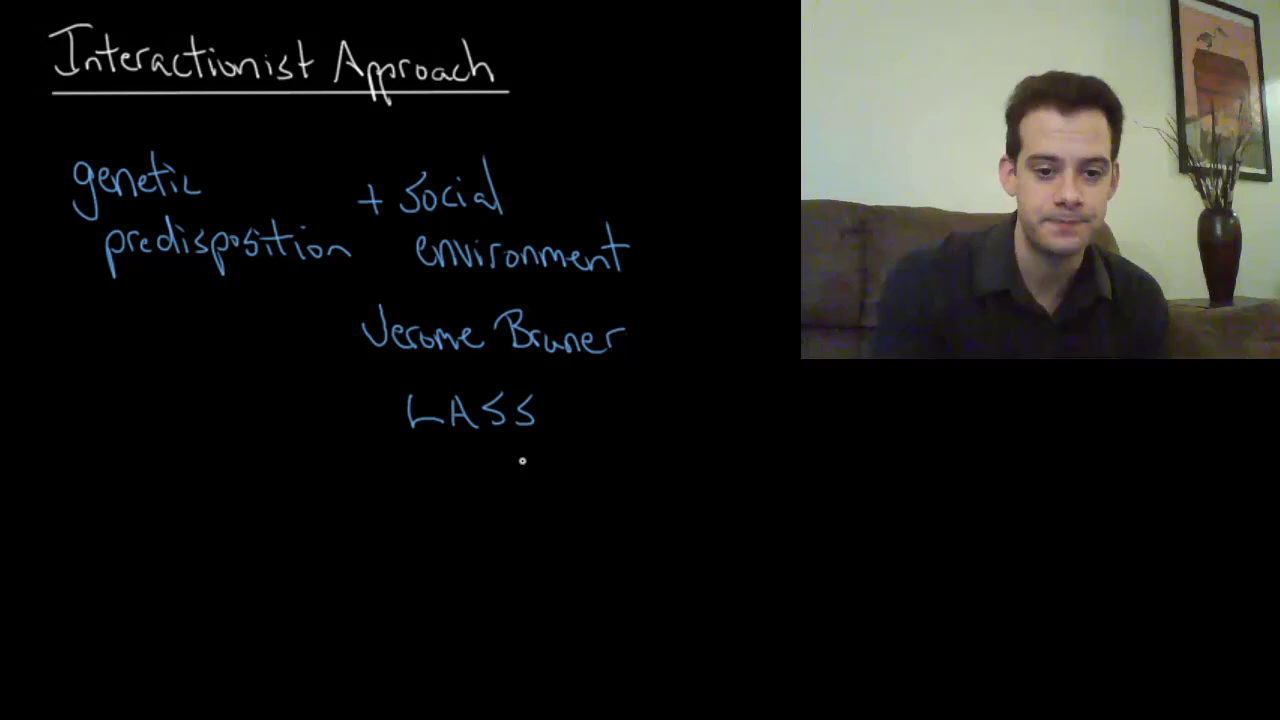 Interactionist Approach
genetic
predisposition
+ social
environment
Jerome Bruner
LASS